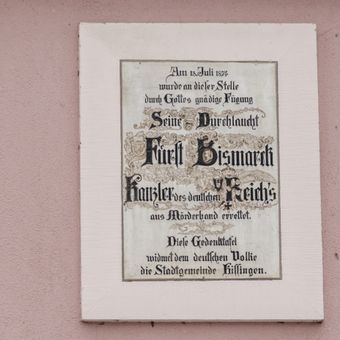 Am 13. Juli 1874
wurde an dieser Stelle
durch Gottes gnädige Fügung
Seine Durchlaucht
Fürst Bismarck
Kanzler des deutschen Reich's
aus Mörderhand errettet.
Diese Gedenktafel
widmet dem deutschen Volke
die Stadtgemeinde Kissingen.